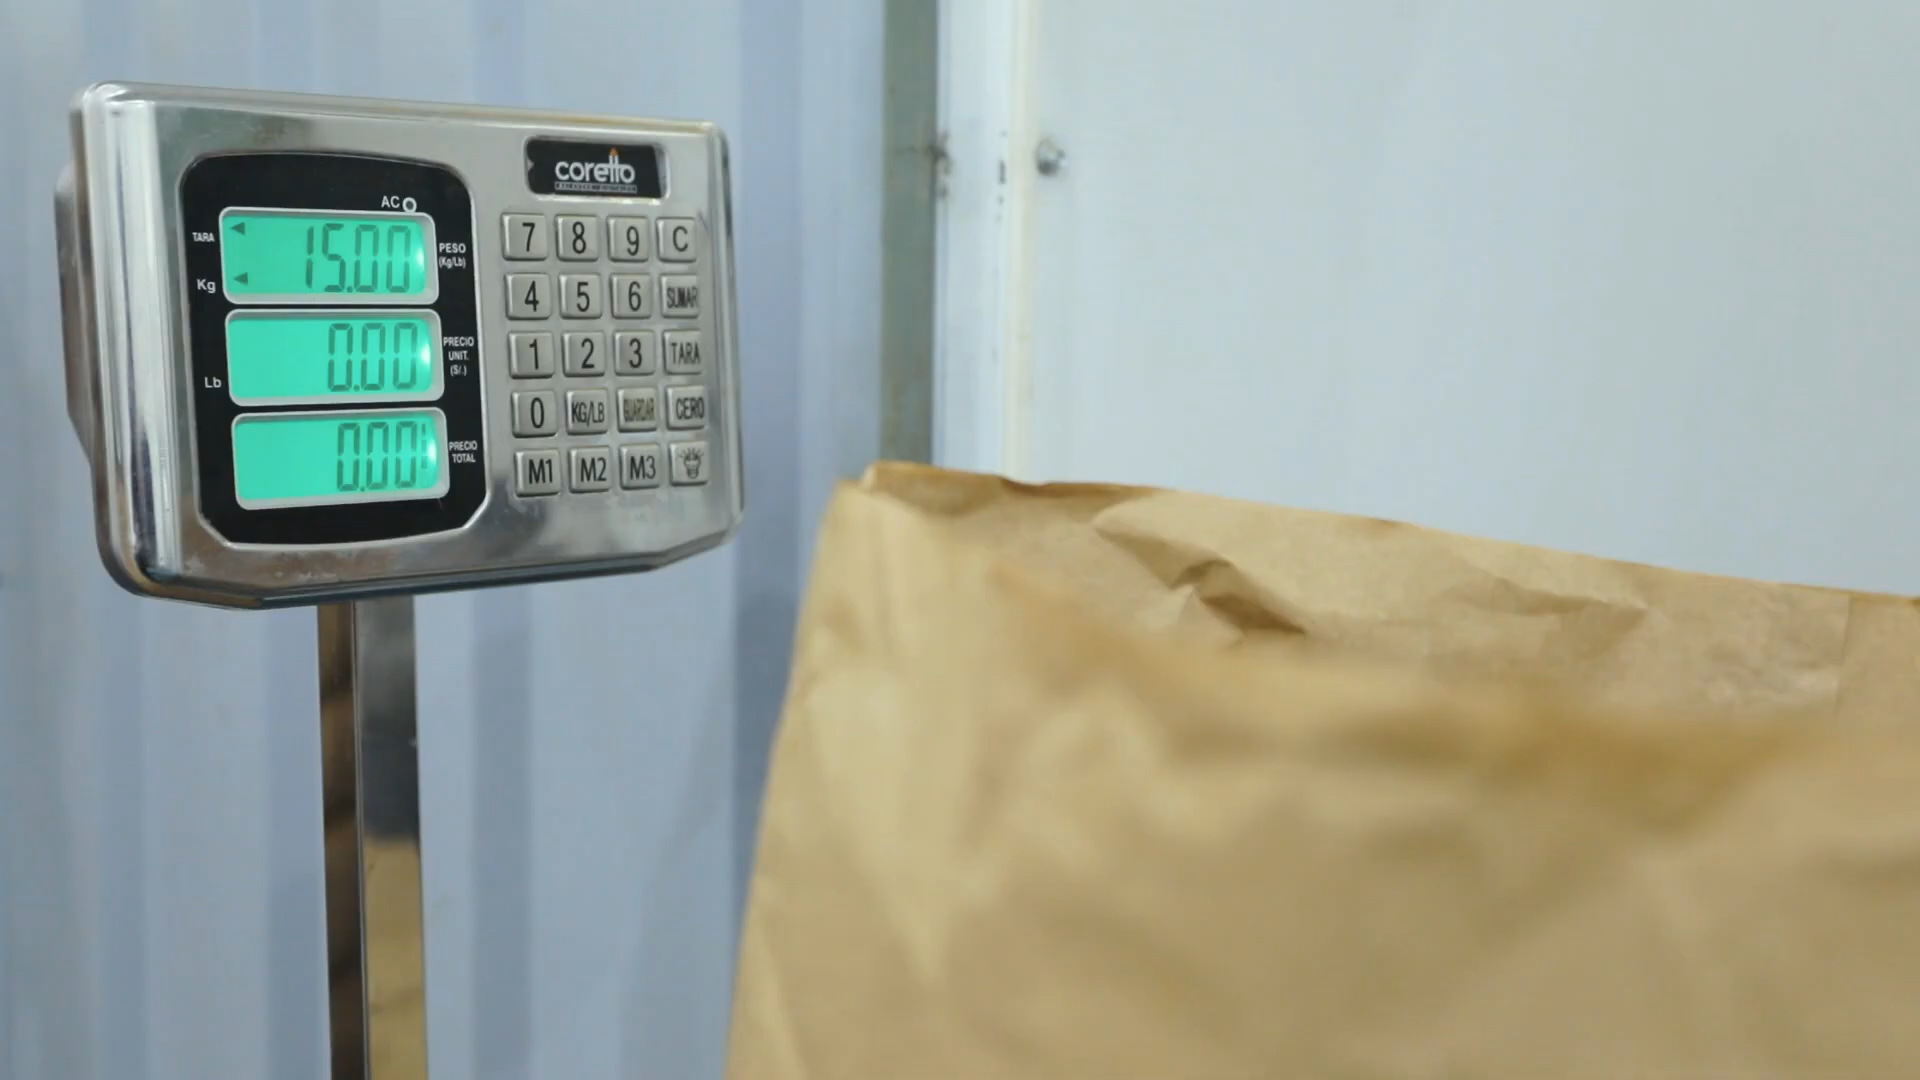 coretto
AC
TARA
Kg
15.00
PESO
(Kg/Lb)
Lb
0.00
PRECIO
UNIT.
(S/.)
0.00
PRECIO
TOTAL
7 8 9 C
4 5 6 SUMAR
1 2 3 TARA
0 KG/LB GUARDAR CERO
M1 M2 M3